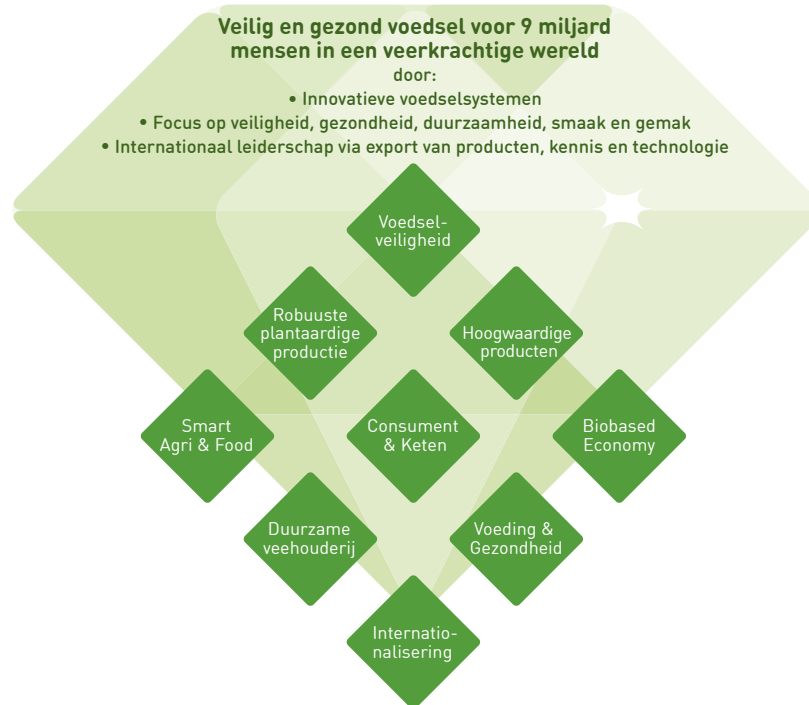 Veilig en gezond voedsel voor 9 miljard
mensen in een veerkrachtige wereld
door:
• Innovatieve voedselsystemen
• Focus op veiligheid, gezondheid, duurzaamheid, smaak en gemak
• Internationaal leiderschap via export van producten, kennis en technologie
Voedsel-
veiligheid
Robuuste
plantaardige
productie
Hoogwaardige
producten
Smart
Agri & Food
Consument
& Keten
Biobased
Economy
Duurzame
veehouderij
Voeding &
Gezondheid
Internatio-
nalisering